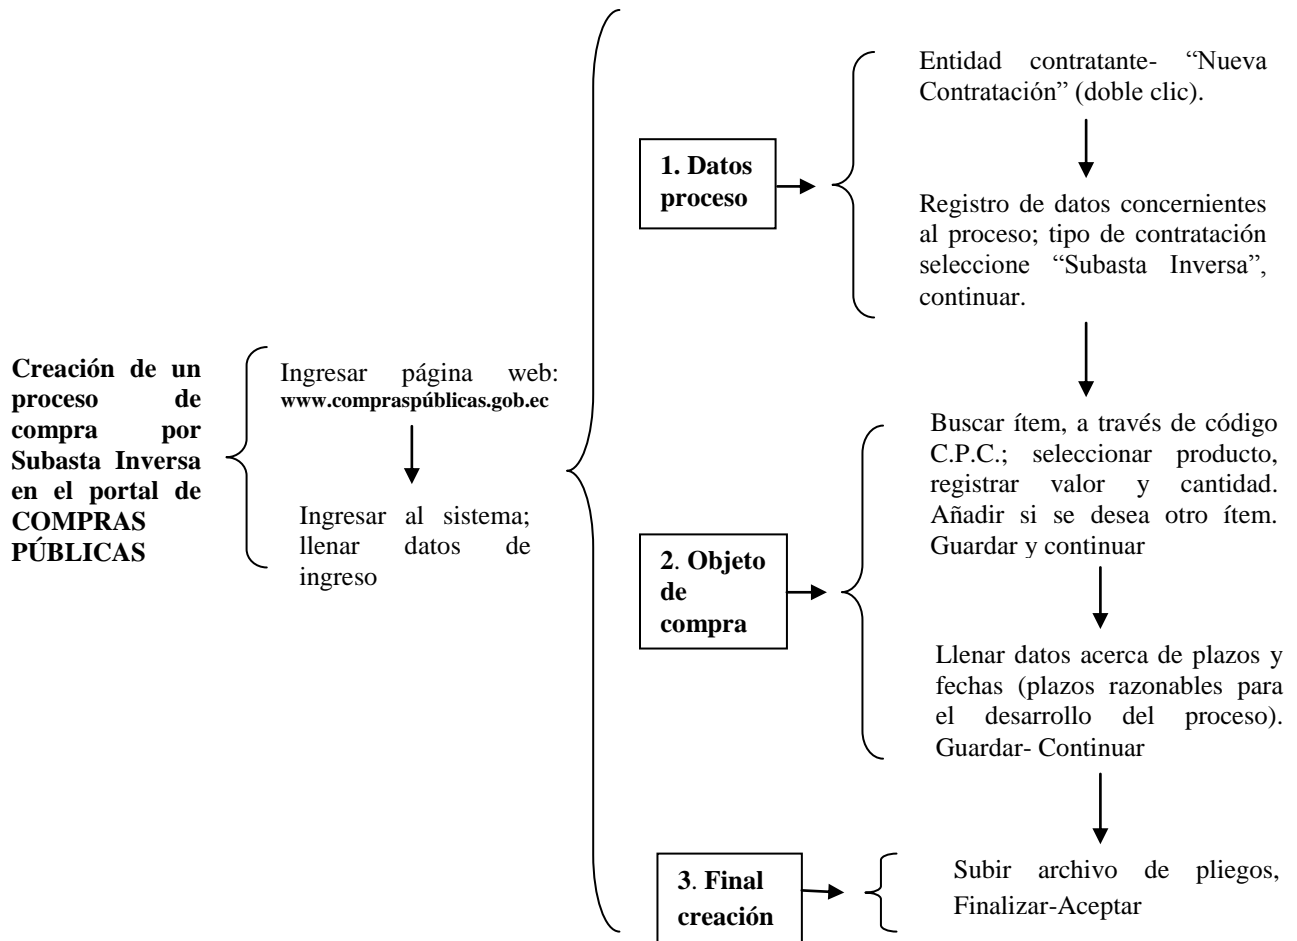 Creación de un
proceso de
compra por
Subasta Inversa
en el portal de
COMPRAS
PÚBLICAS
Ingresar página web:
www.compraspúblicas.gob.ec
Ingresar al sistema;
llenar datos de
ingreso
1. Datos
proceso
Entidad contratante- “Nueva
Contratación” (doble clic).
Registro de datos concernientes
al proceso; tipo de contratación
seleccione “Subasta Inversa”,
continuar.
2. Objeto
de
compra
Buscar ítem, a través de código
C.P.C.; seleccionar producto,
registrar valor y cantidad.
Añadir si se desea otro ítem.
Guardar y continuar
Llenar datos acerca de plazos y
fechas (plazos razonables para
el desarrollo del proceso).
Guardar- Continuar
3. Final
creación
Subir archivo de pliegos,
Finalizar-Aceptar